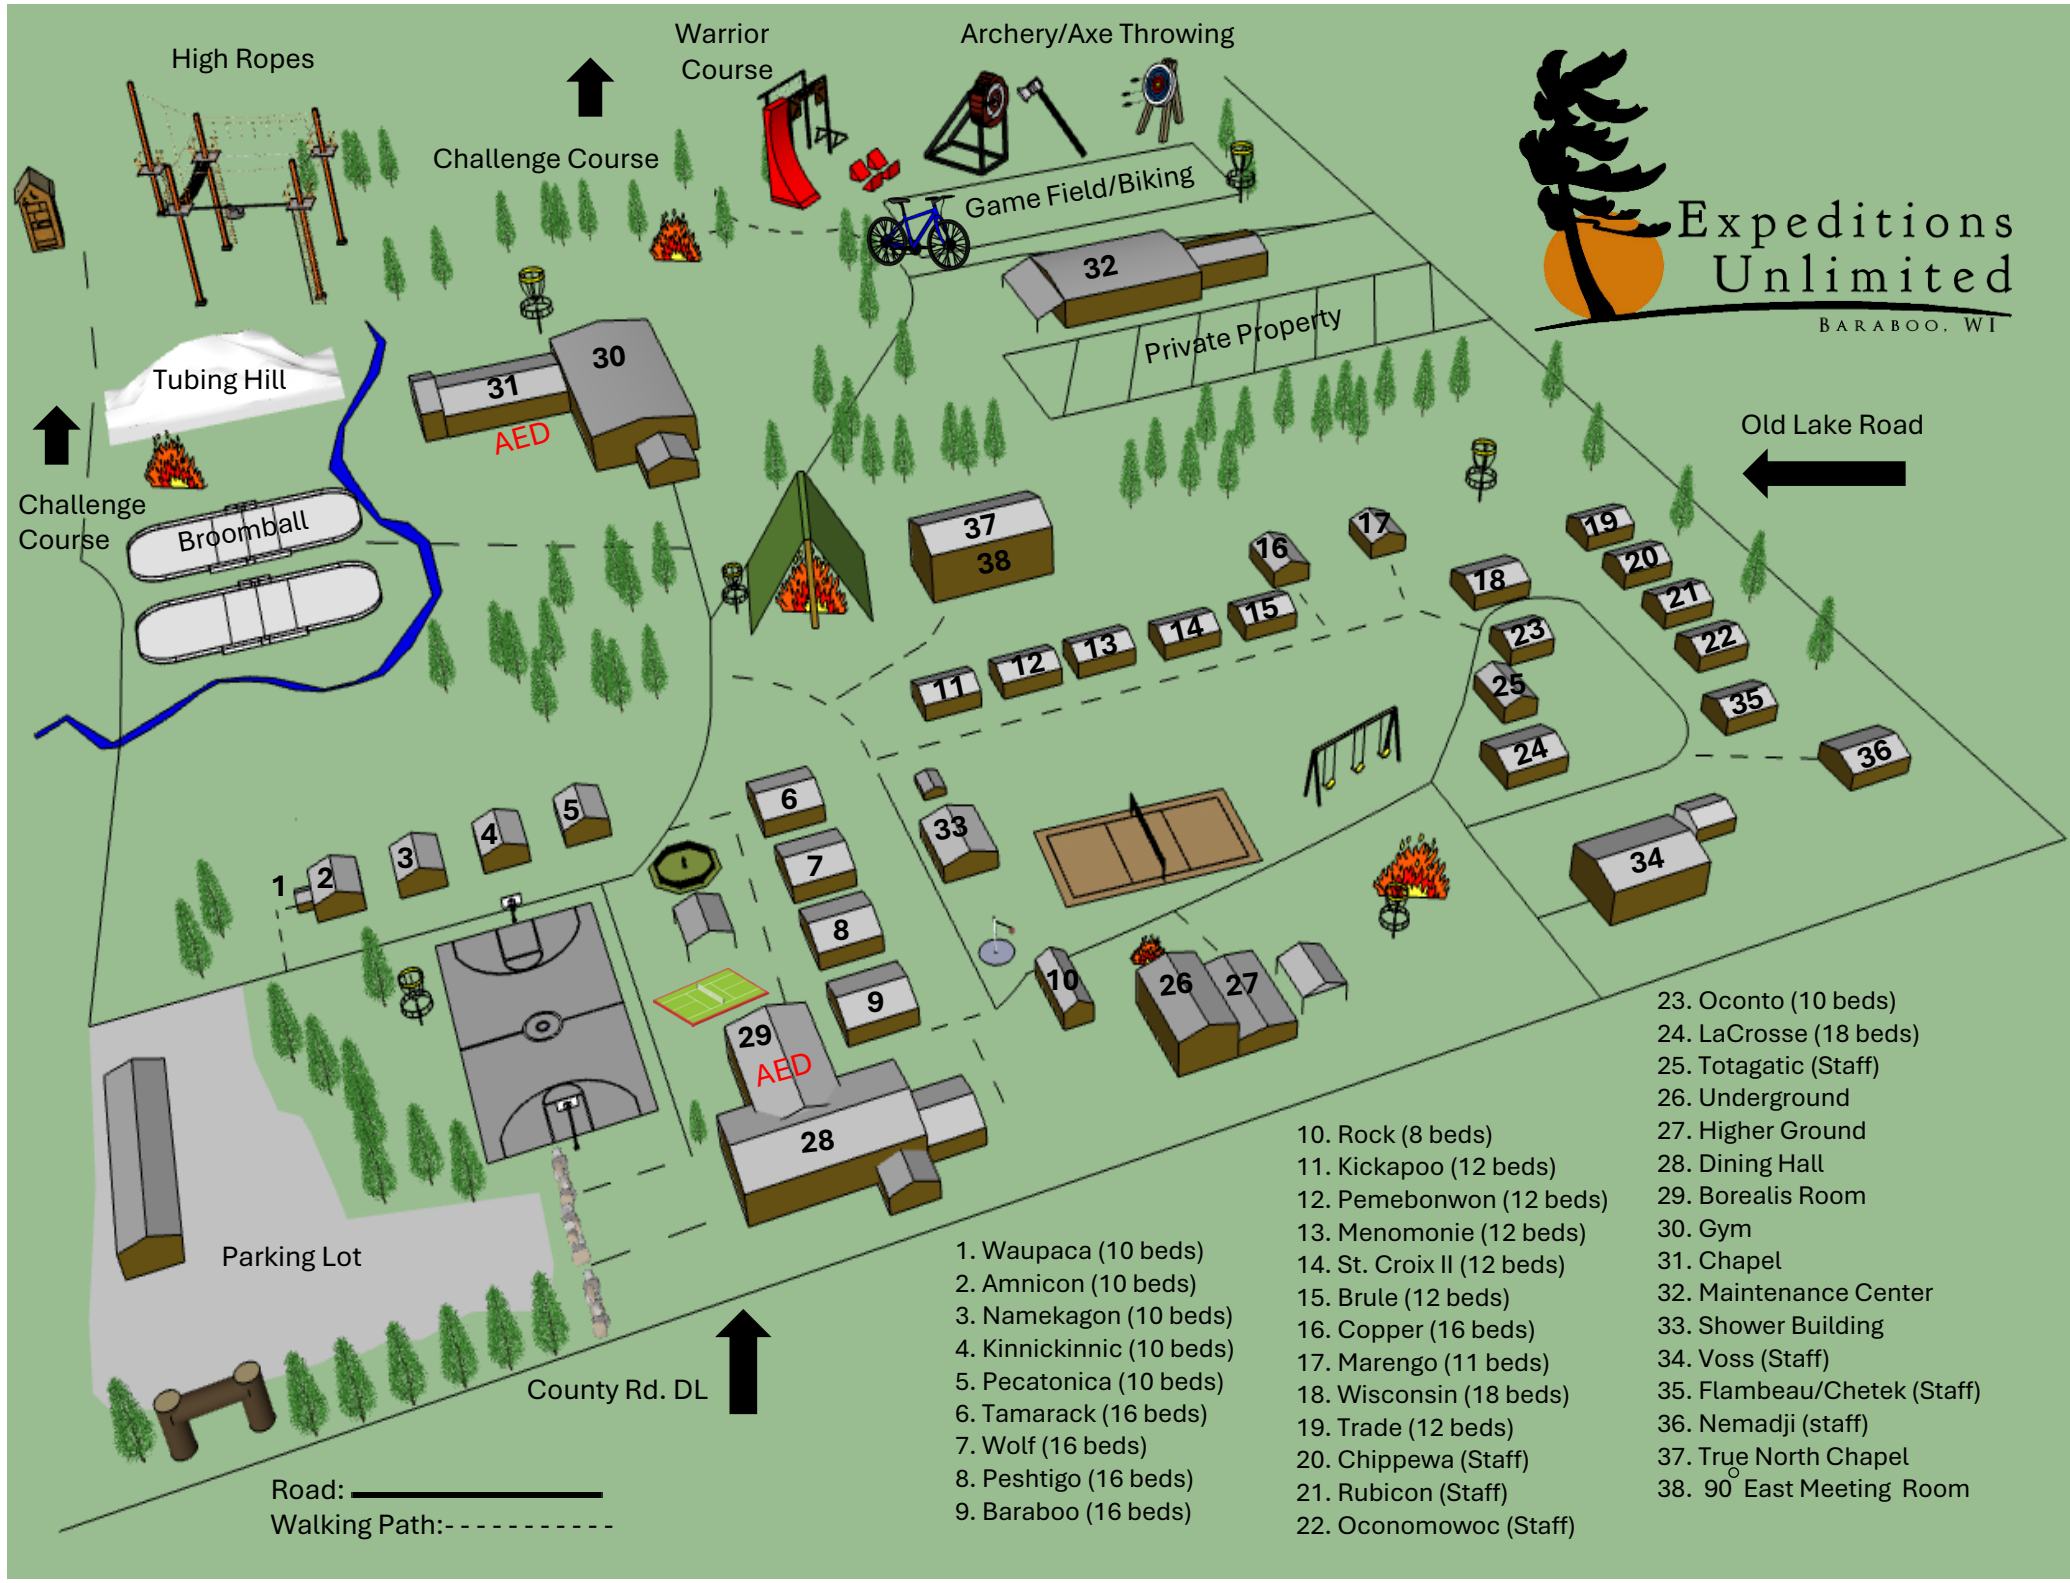 High Ropes
Warrior
Course
Archery/Axe Throwing
Challenge Course
Game Field/Biking
Expeditions
Unlimited
BARABOO, WI
32
Private Property
Tubing Hill
30
31
AED
Old Lake Road
Challenge
Course
Broomball
37
38
16
17
18
19
20
21
22
23
25
24
35
36
11
12
13
14
15
6
7
8
9
33
34
1
2
3
4
5
10
26
27
29
AED
28
Parking Lot
County Rd. DL
Road:
Walking Path:
1. Waupaca (10 beds)
2. Amnicon (10 beds)
3. Namekagon (10 beds)
4. Kinnickinnic (10 beds)
5. Pecatonica (10 beds)
6. Tamarack (16 beds)
7. Wolf (16 beds)
8. Peshtigo (16 beds)
9. Baraboo (16 beds)
10. Rock (8 beds)
11. Kickapoo (12 beds)
12. Pemebonwon (12 beds)
13. Menomonie (12 beds)
14. St. Croix II (12 beds)
15. Brule (12 beds)
16. Copper (16 beds)
17. Marengo (11 beds)
18. Wisconsin (18 beds)
19. Trade (12 beds)
20. Chippewa (Staff)
21. Rubicon (Staff)
22. Oconomowoc (Staff)
23. Oconto (10 beds)
24. LaCrosse (18 beds)
25. Totagatic (Staff)
26. Underground
27. Higher Ground
28. Dining Hall
29. Borealis Room
30. Gym
31. Chapel
32. Maintenance Center
33. Shower Building
34. Voss (Staff)
35. Flambeau/Chetek (Staff)
36. Nemadji (staff)
37. True North Chapel
38. 90° East Meeting Room